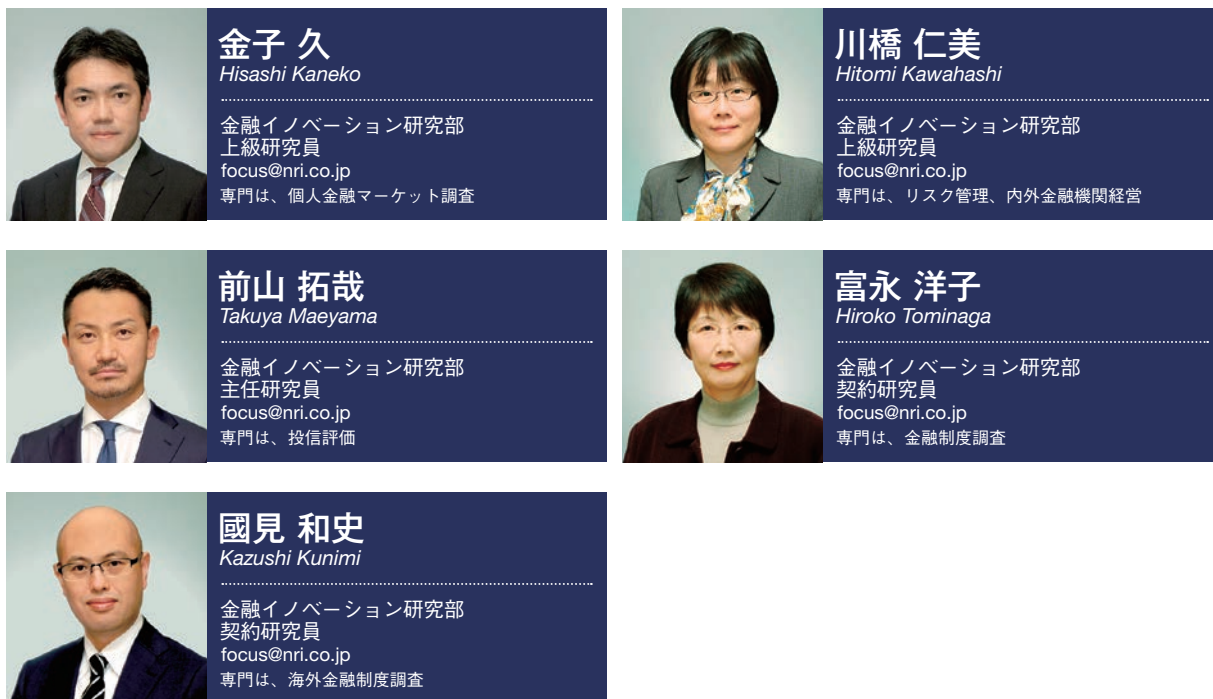 金子 久
Hisashi Kaneko
金融イノベーション研究部
上級研究員
focus@nri.co.jp
専門は、個人金融マーケット調査
川橋 仁美
Hitomi Kawahashi
金融イノベーション研究部
上級研究員
focus@nri.co.jp
専門は、リスク管理、内外金融機関経営
前山 拓哉
Takuya Maeyama
金融イノベーション研究部
主任研究員
focus@nri.co.jp
専門は、投信評価
富永 洋子
Hiroko Tominaga
金融イノベーション研究部
契約研究員
focus@nri.co.jp
専門は、金融制度調査
國見 和史
Kazushi Kunimi
金融イノベーション研究部
契約研究員
focus@nri.co.jp
専門は、海外金融制度調査